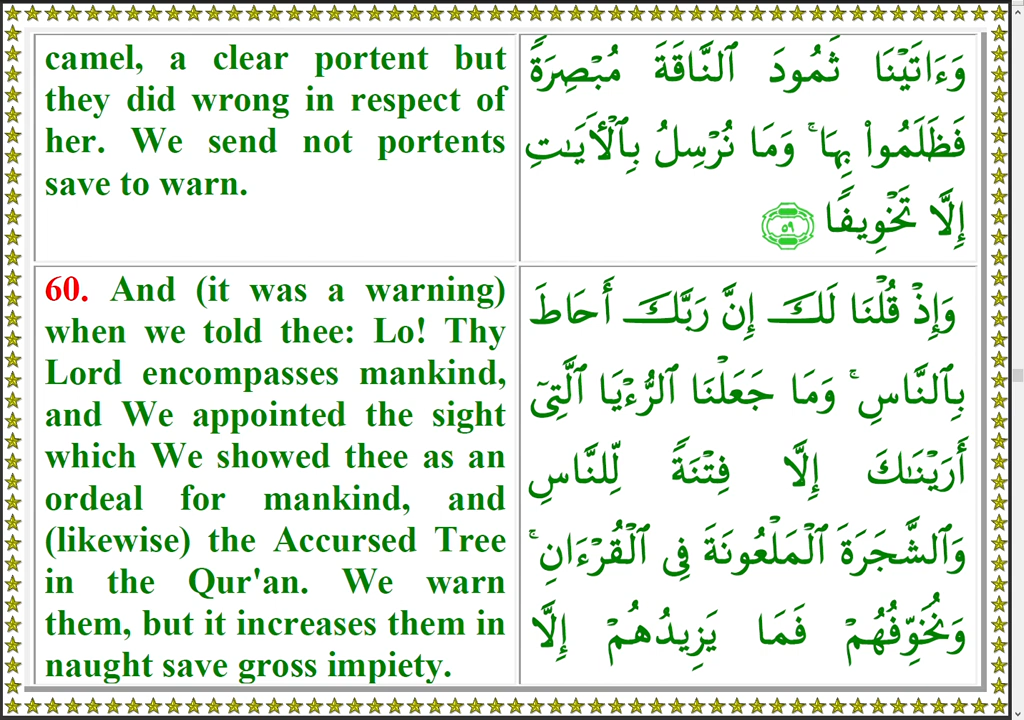 camel, a clear portent but
they did wrong in respect of
her. We send not portents
save to warn.
وَءَاتَيْنَا ثَمُودَ ٱلنَّاقَةَ مُبْصِرَةً
فَظَلَمُوا۟ بِهَا ۚ وَمَا نُرْسِلُ بِٱلْـَٔايَـٰتِ
إِلَّا تَخْوِيفًا ٥٩
60. And (it was a warning)
when we told thee: Lo! Thy
Lord encompasses mankind,
and We appointed the sight
which We showed thee as an
ordeal for mankind, and
(likewise) the Accursed Tree
in the Qur'an. We warn
them, but it increases them in
naught save gross impiety.
وَإِذْ قُلْنَا لَكَ إِنَّ رَبَّكَ أَحَاطَ
بِٱلنَّاسِ ۚ وَمَا جَعَلْنَا ٱلرُّءْيَا ٱلَّتِىٓ
أَرَيْنَـٰكَ إِلَّا فِتْنَةً لِّلنَّاسِ
وَٱلشَّجَرَةَ ٱلْمَلْعُونَةَ فِى ٱلْقُرْءَانِ ۚ
وَنُخَوِّفُهُمْ فَمَا يَزِيدُهُمْ إِلَّا